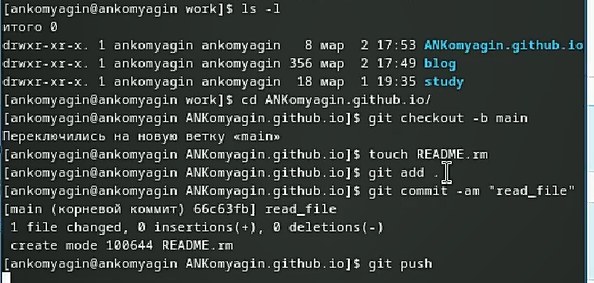 [ankomyagin@ankomyagin work]$ ls -l
итого 0
drwxr-xr-x. 1 ankomyagin ankomyagin   8 мар  2 17:53 ANKomyagin.github.io
drwxr-xr-x. 1 ankomyagin ankomyagin 356 мар  2 17:49 blog
drwxr-xr-x. 1 ankomyagin ankomyagin  18 мар  1 19:35 study
[ankomyagin@ankomyagin work]$ cd ANKomyagin.github.io/
[ankomyagin@ankomyagin ANKomyagin.github.io]$ git checkout -b main
Переключились на новую ветку «main»
[ankomyagin@ankomyagin ANKomyagin.github.io]$ touch README.rm
[ankomyagin@ankomyagin ANKomyagin.github.io]$ git add .
[ankomyagin@ankomyagin ANKomyagin.github.io]$ git commit -am "read_file"
[main (корневой коммит) 66c63fb] read_file
 1 file changed, 0 insertions(+), 0 deletions(-)
 create mode 100644 README.rm
[ankomyagin@ankomyagin ANKomyagin.github.io]$ git push